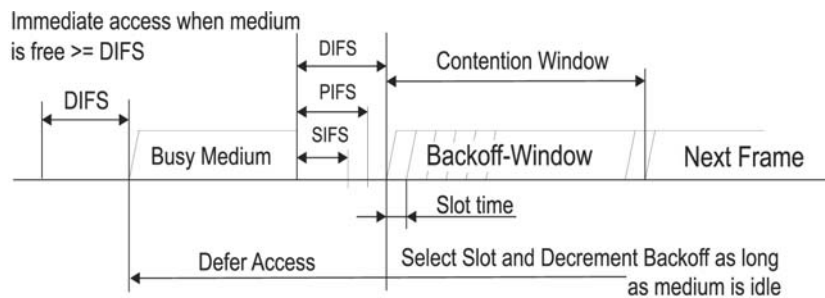 Immediate access when medium
is free >= DIFS
DIFS
DIFS
PIFS
SIFS
Contention Window
Busy Medium
Backoff-Window
Next Frame
Slot time
Defer Access
Select Slot and Decrement Backoff as long
as medium is idle